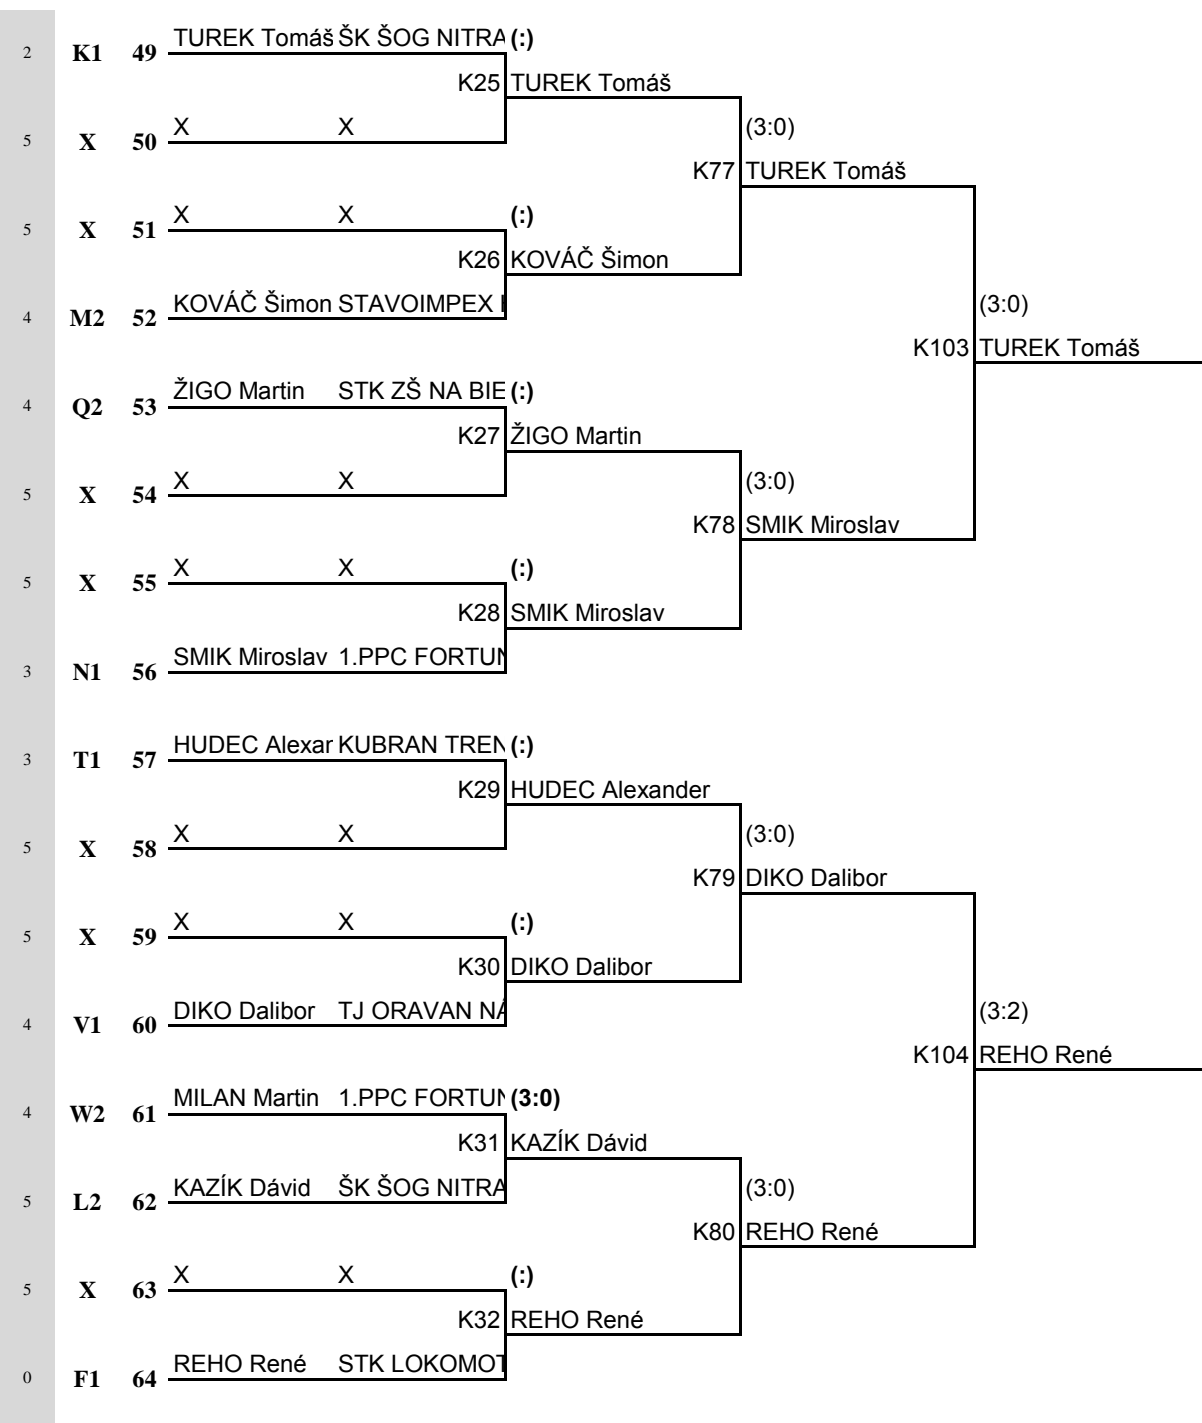 2 K1 49 TUREK Tomáš ŠK ŠOG NITRA (:)
K25 TUREK Tomáš
5 X 50 X X (3:0)
K77 TUREK Tomáš
5 X 51 X X (:)
K26 KOVÁČ Šimon
4 M2 52 KOVÁČ Šimon STAVOIMPEX (3:0)
K103 TUREK Tomáš
4 Q2 53 ŽIGO Martin STK ZŠ NA BIE (:)
K27 ŽIGO Martin
5 X 54 X X (3:0)
K78 SMIK Miroslav
5 X 55 X X (:)
K28 SMIK Miroslav
3 N1 56 SMIK Miroslav 1.PPC FORTUN
3 T1 57 HUDEC Alexar KUBRAN TREN (:)
K29 HUDEC Alexander
5 X 58 X X (3:0)
K79 DIKO Dalibor
5 X 59 X X (:)
K30 DIKO Dalibor
4 V1 60 DIKO Dalibor TJ ORAVAN NÁ (3:2)
K104 REHO René
4 W2 61 MILAN Martin 1.PPC FORTUN (3:0)
K31 KAZÍK Dávid
5 L2 62 KAZÍK Dávid ŠK ŠOG NITRA (3:0)
K80 REHO René
5 X 63 X X (:)
K32 REHO René
0 F1 64 REHO René STK LOKOMOT